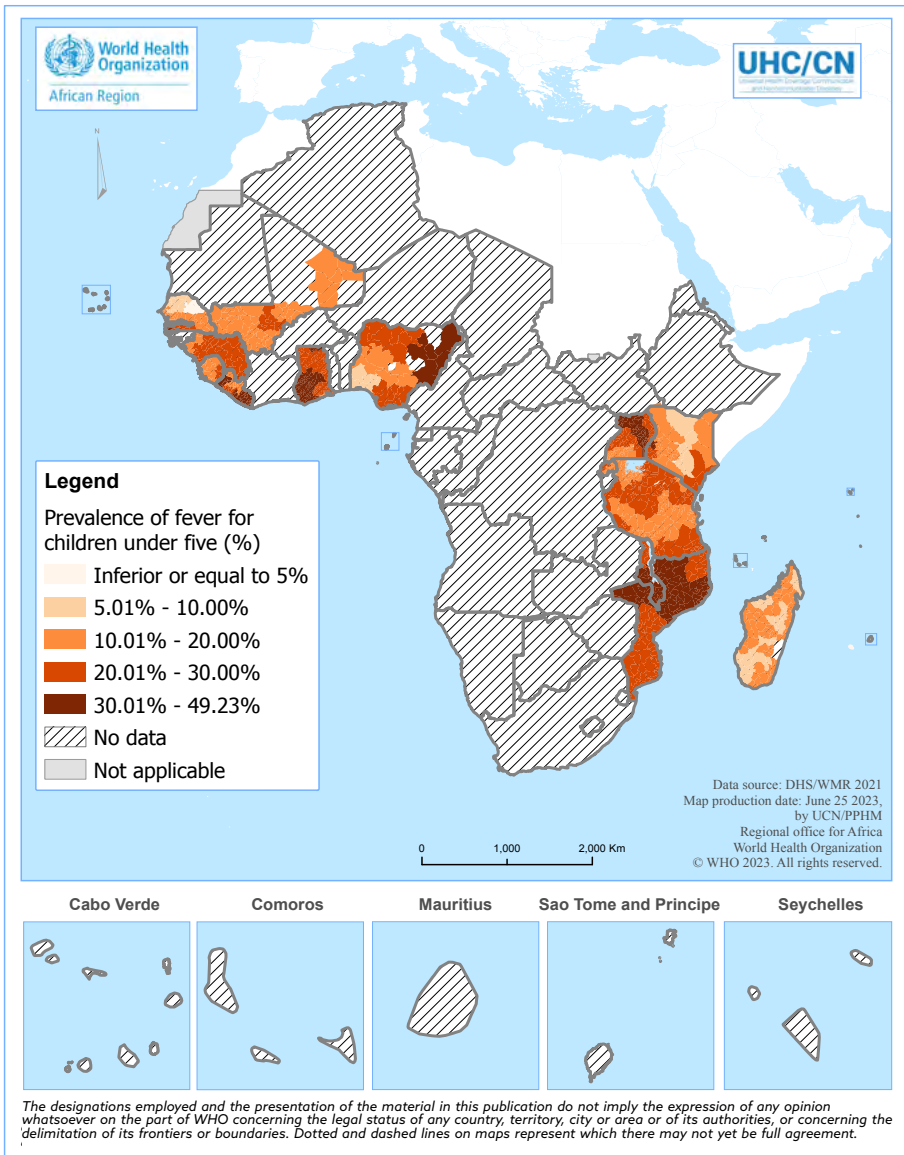 World Health
Organization
African Region
UHC/CN
Universal Health Coverage/Communicable
and Noncommunicable Diseases
N
Legend
Prevalence of fever for
children under five (%)
Inferior or equal to 5%
5.01% - 10.00%
10.01% - 20.00%
20.01% - 30.00%
30.01% - 49.23%
No data
Not applicable
Data source: DHS/WMR 2021
Map production date: June 25 2023,
by UCN/PPHM
Regional office for Africa
World Health Organization
© WHO 2023. All rights reserved.
0 1,000 2,000 Km
Cabo Verde
Comoros
Mauritius
Sao Tome and Principe
Seychelles
The designations employed and the presentation of the material in this publication do not imply the expression of any opinion
whatsoever on the part of WHO concerning the legal status of any country, territory, city or area or of its authorities, or concerning the
delimitation of its frontiers or boundaries. Dotted and dashed lines on maps represent which there may not yet be full agreement.